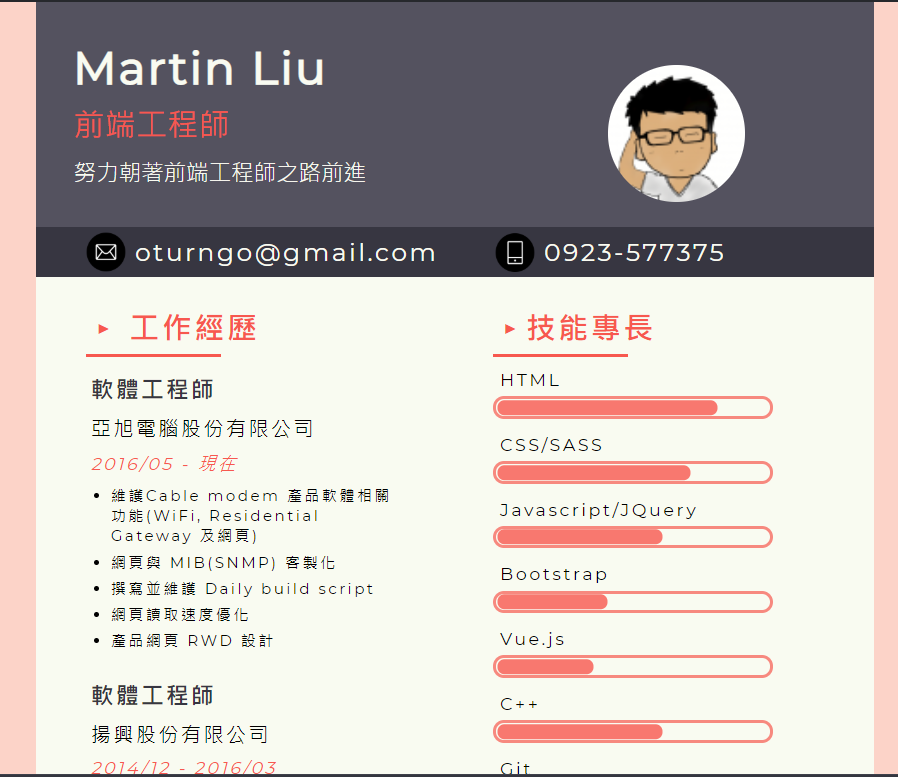 Martin Liu
前端工程師
努力朝著前端工程師之路前進
oturngo@gmail.com
0923-577375
工作經歷
軟體工程師
亞旭電腦股份有限公司
2016/05 - 現在
維護Cable modem 產品軟體相關
功能(WiFi, Residential
Gateway 及網頁)
網頁與 MIB(SNMP) 客製化
撰寫並維護 Daily build script
網頁讀取速度優化
產品網頁 RWD 設計
軟體工程師
揚興股份有限公司
2014/12 - 2016/03
技能專長
HTML
CSS/SASS
Javascript/JQuery
Bootstrap
Vue.js
C++
Git